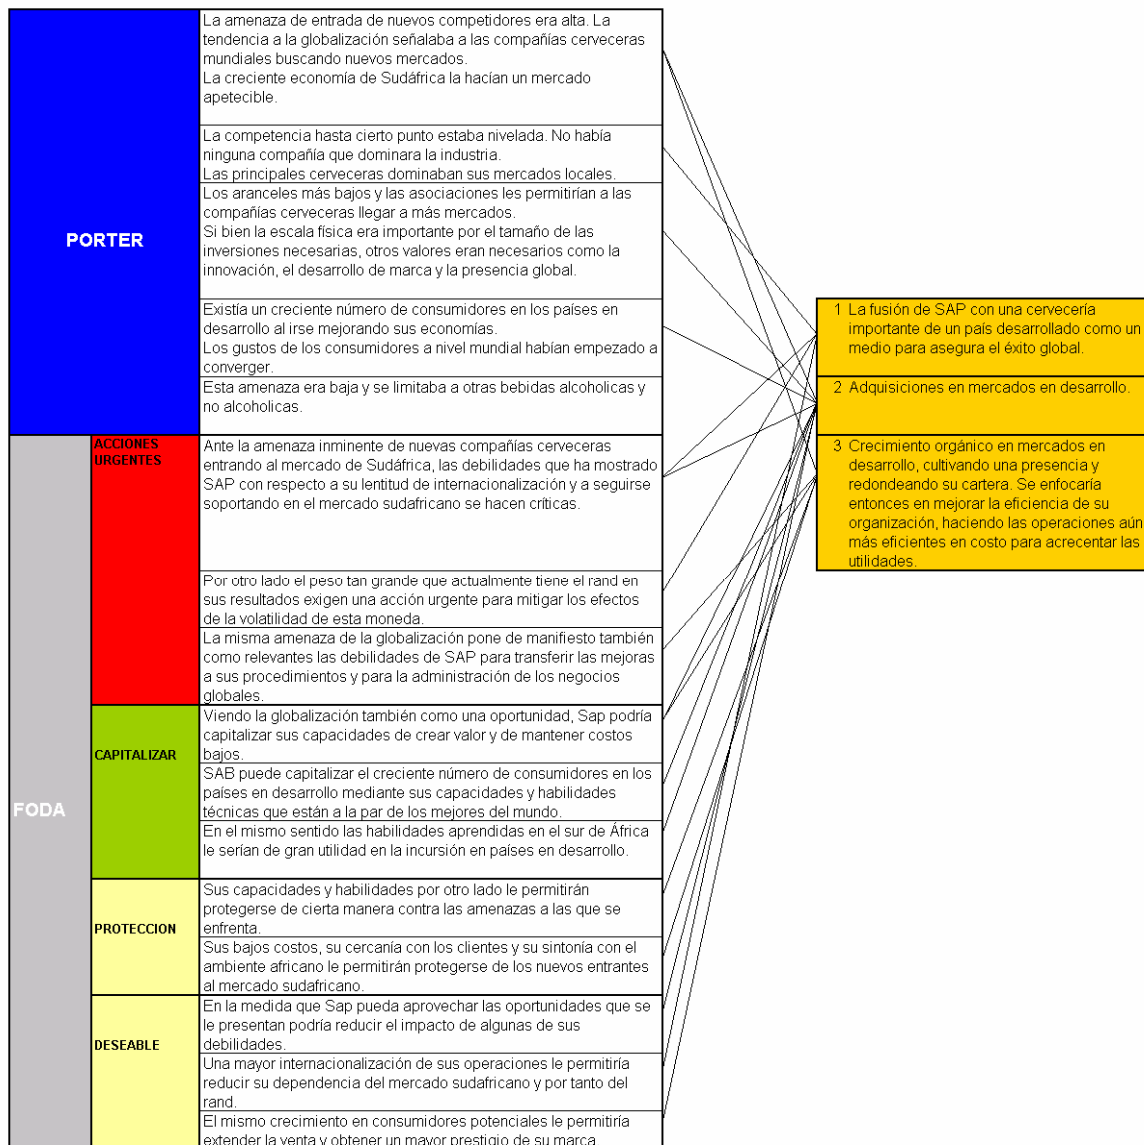 PORTER
La amenaza de entrada de nuevos competidores era alta. La
tendencia a la globalización señalaba a las compañías cerveceras
mundiales buscando nuevos mercados.
La creciente economía de Sudáfrica la hacían un mercado
apetecible.
La competencia hasta cierto punto estaba nivelada. No había
ninguna compañía que dominara la industria.
Las principales cerveceras dominaban sus mercados locales.
Los aranceles más bajos y las asociaciones les permitirían a las
compañías cerveceras llegar a más mercados.
Si bien la escala física era importante por el tamaño de las
inversiones necesarias, otros valores eran necesarios como la
innovación, el desarrollo de marca y la presencia global.
Existía un creciente número de consumidores en los países en
desarrollo al irse mejorando sus economías.
Los gustos de los consumidores a nivel mundial habían empezado a
converger.
Esta amenaza era baja y se limitaba a otras bebidas alcoholicas y
no alcoholicas.
FODA
ACCIONES
URGENTES
Ante la amenaza inminente de nuevas compañías cerveceras
entrando al mercado de Sudáfrica, las debilidades que ha mostrado
SAP con respecto a su lentitud de internacionalización y a seguirse
soportando en el mercado sudafricano se hacen críticas.
Por otro lado el peso tan grande que actualmente tiene el rand en
sus resultados exigen una acción urgente para mitigar los efectos
de la volatilidad de esta moneda.
La misma amenaza de la globalización pone de manifiesto también
como relevantes las debilidades de SAP para transferir las mejoras
a sus procedimientos y para la administración de los negocios
globales.
CAPITALIZAR
Viendo la globalización también como una oportunidad, Sap podría
capitalizar sus capacidades de crear valor y de mantener costos
bajos.
SAB puede capitalizar el creciente número de consumidores en los
países en desarrollo mediante sus capacidades y habilidades
técnicas que están a la par de los mejores del mundo.
En el mismo sentido las habilidades aprendidas en el sur de África
le serían de gran utilidad en la incursión en países en desarrollo.
PROTECCION
Sus capacidades y habilidades por otro lado le permitirán
protegerse de cierta manera contra las amenazas a las que se
enfrenta.
Sus bajos costos, su cercanía con los clientes y su sintonía con el
ambiente africano le permitirán protegerse de los nuevos entrantes
al mercado sudafricano.
DESEABLE
En la medida que Sap pueda aprovechar las oportunidades que se
le presentan podría reducir el impacto de algunas de sus
debilidades.
Una mayor internacionalización de sus operaciones le permitiría
reducir su dependencia del mercado sudafricano y por tanto del
rand.
El mismo crecimiento en consumidores potenciales le permitiría
extender la venta y obtener un mayor prestigio de su marca.
1 La fusión de SAP con una cervecería
importante de un país desarrollado como un
medio para asegura el éxito global.
2 Adquisiciones en mercados en desarrollo.
3 Crecimiento orgánico en mercados en
desarrollo, cultivando una presencia y
redondeando su cartera. Se enfocaría
entonces en mejorar la eficiencia de su
organización, haciendo las operaciones aún
más eficientes en costo para acrecentar las
utilidades.